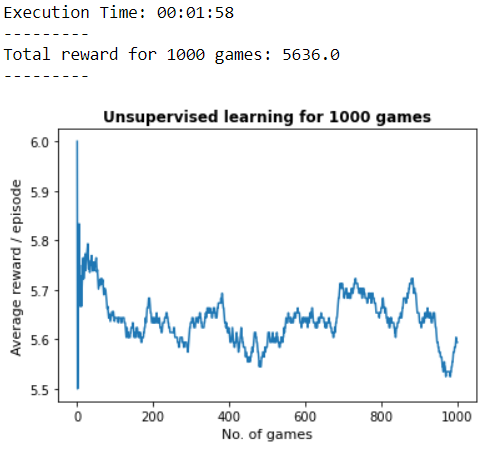 Execution Time: 00:01:58
---------
Total reward for 1000 games: 5636.0
---------
Unsupervised learning for 1000 games
6.0
5.9
5.8
5.7
5.6
5.5
Average reward / episode
0 200 400 600 800 1000
No. of games